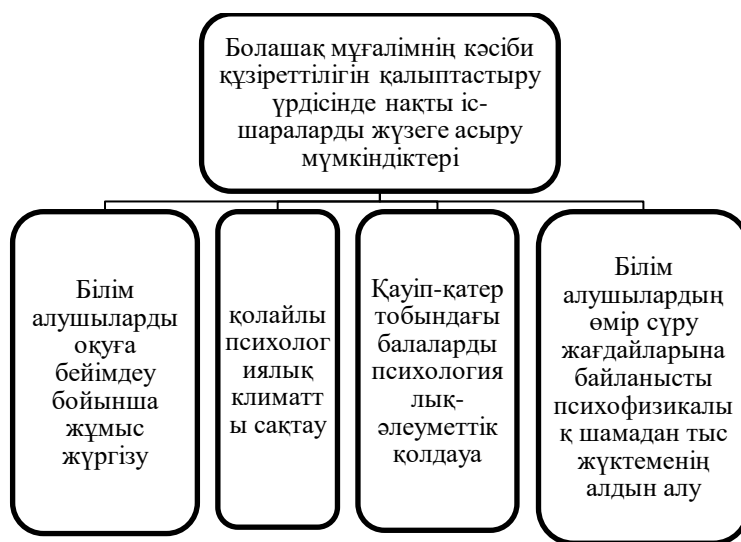 Болашақ мұғалімнің кәсіби
құзіреттілігін қалыптастыру
үрдісінде нақты іс-
шараларды жүзеге асыру
мүмкіндіктері
Білім
алушыларды
оқуға
бейімдеу
бойынша
жұмыс
жүргізу
қолайлы
психолог
иялық
климатт
ы сақтау
Қауіп-қатер
тобындағы
балаларды
психология
лық-
әлеуметтік
қолдауа
Білім
алушылардың
өмір сүру
жағдайларына
байланысты
психофизикалы
қ шамадан тыс
жүктеменің
алдын алу